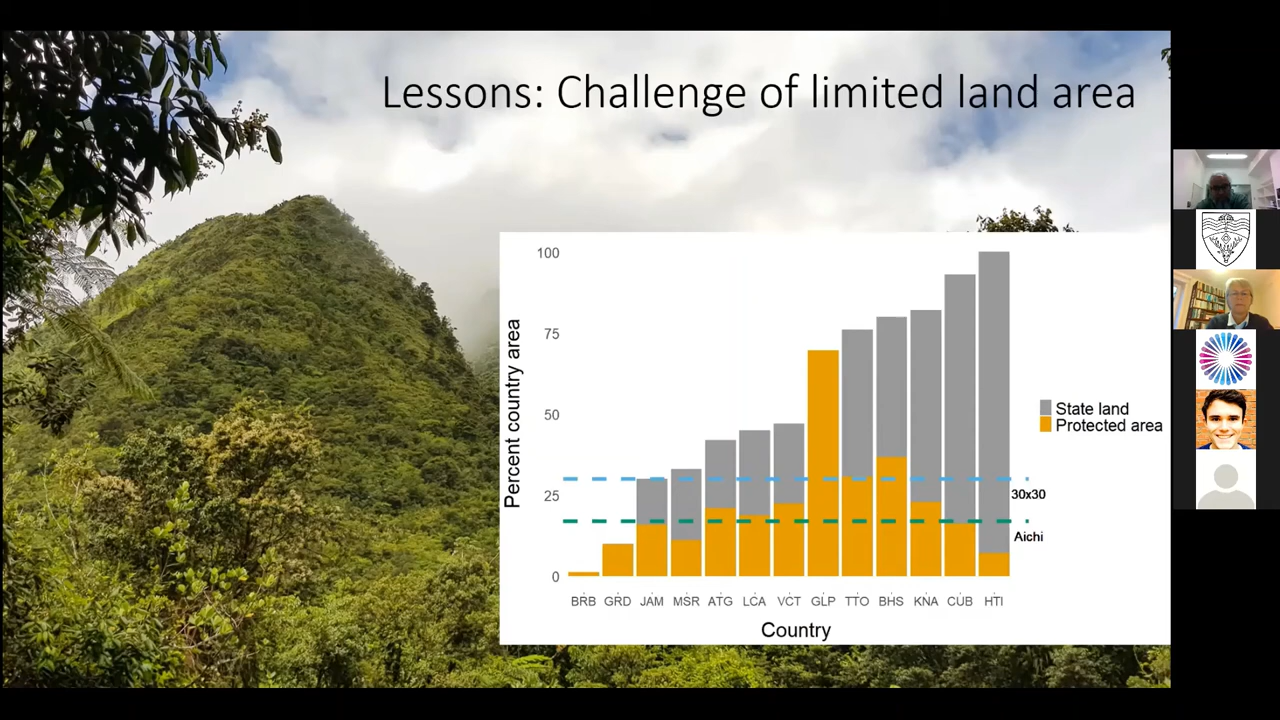 Lessons: Challenge of limited land area
Percent country area
100
75
50
25
0
State land
Protected area
30x30
Aichi
BRB GRD JAM MSR ATG LCA VCT GLP TTO BHS KNA CUB HTI
Country